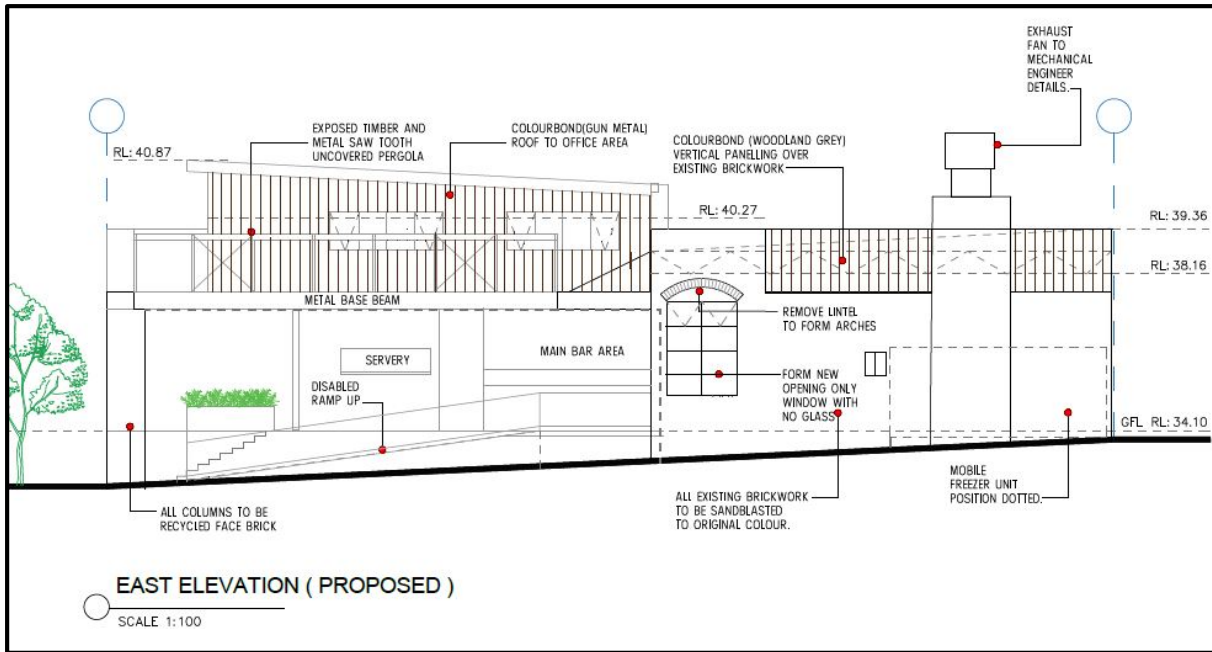 EXHAUST
FAN TO
MECHANICAL
ENGINEER
DETAILS.
EXPOSED TIMBER AND
METAL SAW TOOTH
UNCOVERED PERGOLA
COLOURBOND(GUN METAL)
ROOF TO OFFICE AREA
COLOURBOND (WOODLAND GREY)
VERTICAL PANELLING OVER
EXISTING BRICKWORK
RL: 40.87
RL: 40.27
RL: 39.36
RL: 38.16
METAL BASE BEAM
REMOVE LINTEL
TO FORM ARCHES
SERVERY
MAIN BAR AREA
DISABLED
RAMP UP
FORM NEW
OPENING ONLY
WINDOW WITH
NO GLASS
GFL RL: 34.10
ALL COLUMNS TO BE
RECYCLED FACE BRICK
ALL EXISTING BRICKWORK
TO BE SANDBLASTED
TO ORIGINAL COLOUR.
MOBILE
FREEZER UNIT
POSITION DOTTED.
EAST ELEVATION ( PROPOSED )
SCALE 1:100